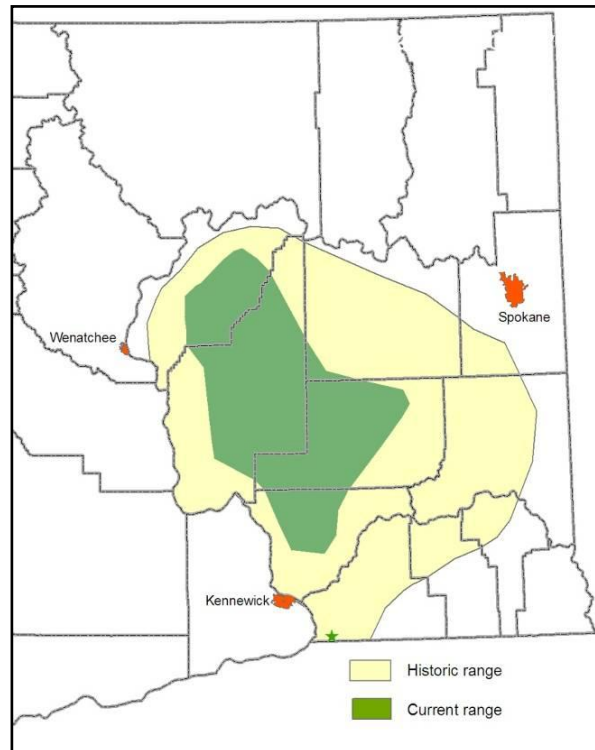 Wenatchee
Spokane
Kennewick
Historic range
Current range